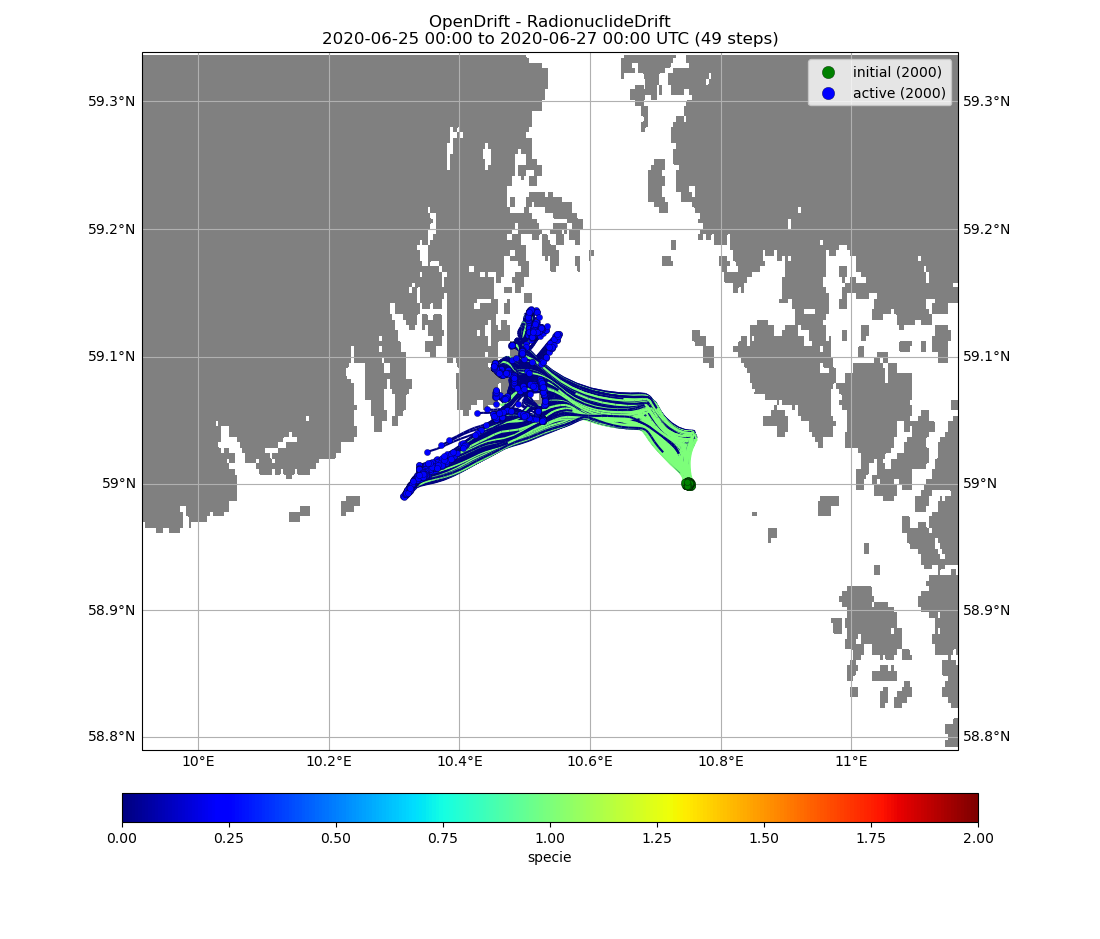 OpenDrift - RadionuclideDrift
2020-06-25 00:00 to 2020-06-27 00:00 UTC (49 steps)
initial (2000)
active (2000)
59.3°N 59.3°N
59.2°N 59.2°N
59.1°N 59.1°N
59°N 59°N
58.9°N 58.9°N
58.8°N 58.8°N
10°E 10.2°E 10.4°E 10.6°E 10.8°E 11°E
0.00 0.25 0.50 0.75 1.00 1.25 1.50 1.75 2.00
specie